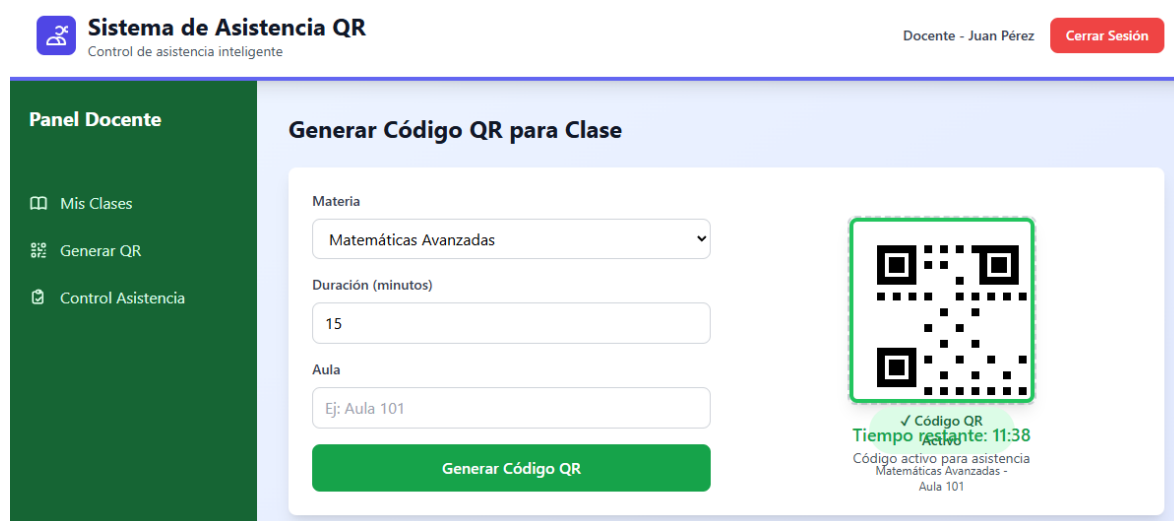 Sistema de Asistencia QR
Control de asistencia inteligente
Docente - Juan Pérez
Cerrar Sesión
Panel Docente
Mis Clases
Generar QR
Control Asistencia
Generar Código QR para Clase
Materia
Matemáticas Avanzadas
Duración (minutos)
15
Aula
Ej: Aula 101
Generar Código QR
✓ Código QR
Activo
Tiempo restante: 11:38
Código activo para asistencia
Matemáticas Avanzadas -
Aula 101